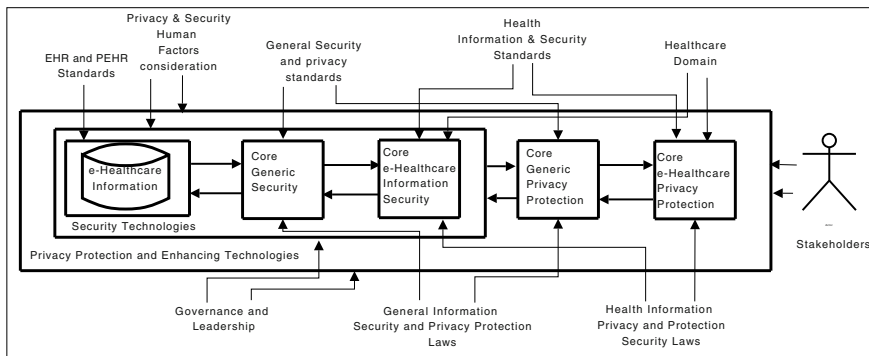 Privacy & Security
Human
Factors
consideration
EHR and PEHR
Standards
General Security
and privacy
standards
Health
Information & Security
Standards
Healthcare
Domain
e-Healthcare
Information
Core
Generic
Security
Core
e-Healthcare
Information
Security
Core
Generic
Privacy
Protection
Core
e-Healthcare
Privacy
Protection
Security Technologies
Privacy Protection and Enhancing Technologies
Stakeholders
Governance and
Leadership
General Information
Security and Privacy Protection
Laws
Health Information
Privacy and Protection
Security Laws